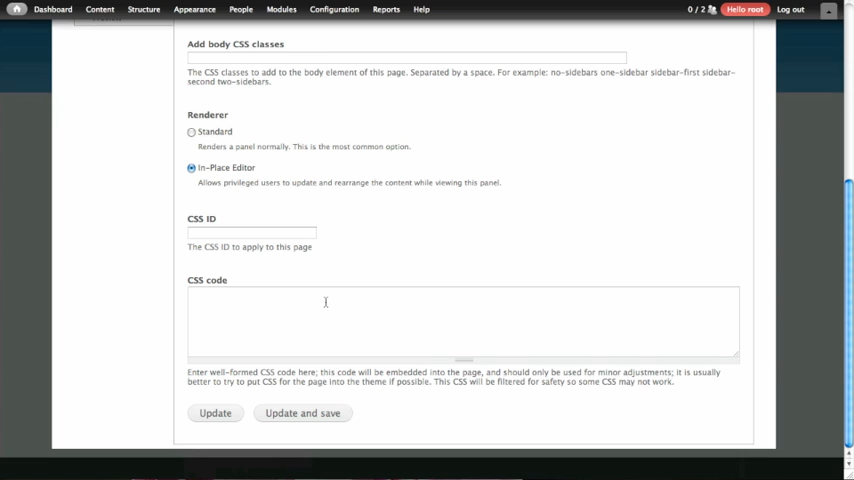 Dashboard Content Structure Appearance People Modules Configuration Reports Help 0 / 2 Hello root Log out
Add body CSS classes
The CSS classes to add to the body element of this page. Separated by a space. For example: no-sidebars one-sidebar sidebar-first sidebar-
second two-sidebars.
Renderer
Standard
Renders a panel normally. This is the most common option.
In-Place Editor
Allows privileged users to update and rearrange the content while viewing this panel.
CSS ID
The CSS ID to apply to this page
CSS code
Enter well-formed CSS code here; this code will be embedded into the page, and should only be used for minor adjustments; it is usually
better to try to put CSS for the page into the theme if possible. This CSS will be filtered for safety so some CSS may not work.
Update Update and save